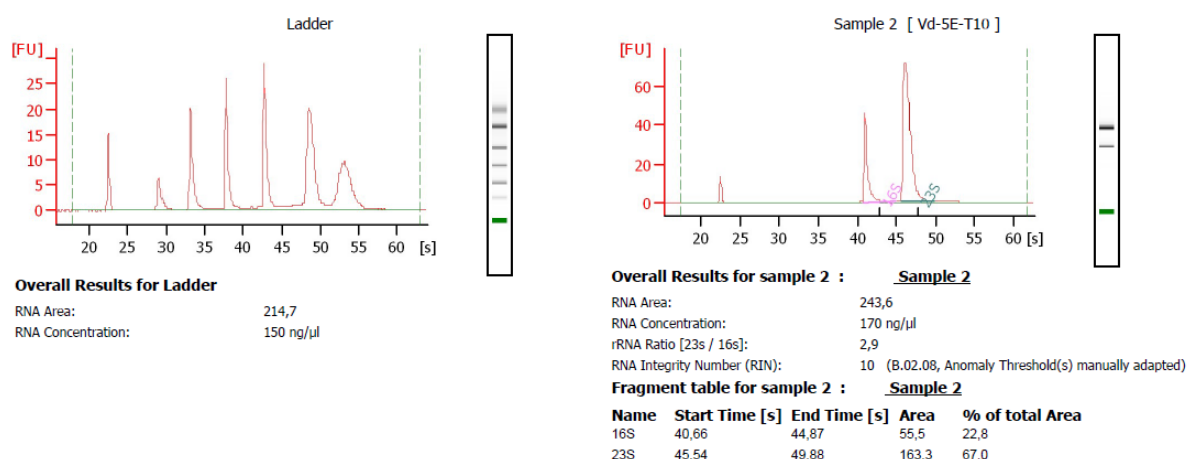 Ladder
[FU]
25
20
15
10
5
0
20 25 30 35 40 45 50 55 60 [s]
Overall Results for Ladder
RNA Area: 214,7
RNA Concentration: 150 ng/µl
Sample 2 [ Vd-5E-T10 ]
[FU]
60
40
20
0
16S
23S
20 25 30 35 40 45 50 55 60 [s]
Overall Results for sample 2 : Sample 2
RNA Area: 243,6
RNA Concentration: 170 ng/µl
rRNA Ratio [23s / 16s]: 2,9
RNA Integrity Number (RIN): 10 (B.02.08, Anomaly Threshold(s) manually adapted)
Fragment table for sample 2 : Sample 2
Name Start Time [s] End Time [s] Area % of total Area
16S 40,66 44,87 55,5 22,8
23S 45,54 49,88 163,3 67,0